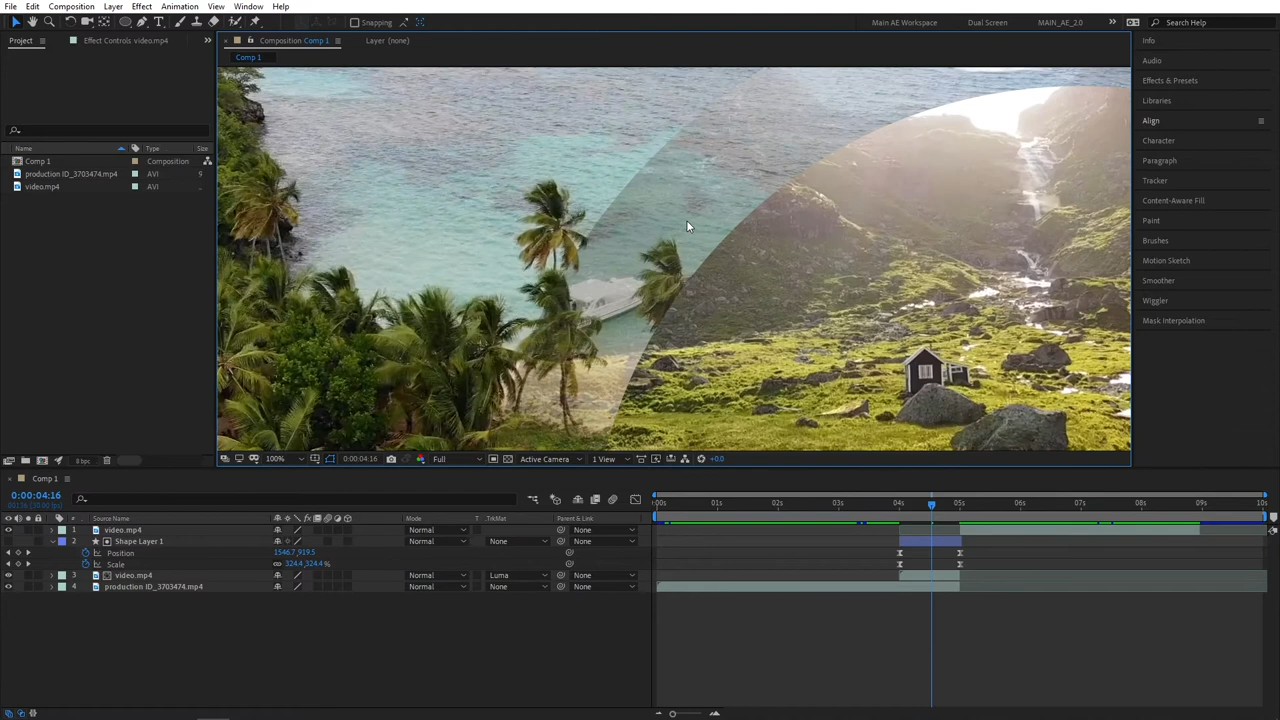 File Edit Composition Layer Effect Animation View Window Help
Snapping Main AE Workspace Dual Screen MAIN_AE_2.0 Search Help
Project Effect Controls video.mp4 Composition Comp 1 Layer (none) Info
Comp 1
Audio
Effects & Presets
Libraries
Align
Character
Paragraph
Tracker
Content-Aware Fill
Paint
Brushes
Motion Sketch
Smoother
Wiggler
Mask Interpolation
Name Type Size
Comp 1 Composition
production ID_3703474.mp4 AVI 9
video.mp4 AVI
8 bpc 100% 0:00:04:16 Full Active Camera 1 View +0.0
Comp 1
0:00:04:16
# Source Name Mode T .TrkMat Parent & Link
:00s 01s 02s 03s 04s 05s 06s 07s 08s 09s 10s
1 video.mp4 Normal None
2 Shape Layer 1 Normal None None
Position 1546.7,919.5
Scale 324.4,324.4%
3 video.mp4 Normal Luma None
4 production ID_3703474.mp4 Normal None None